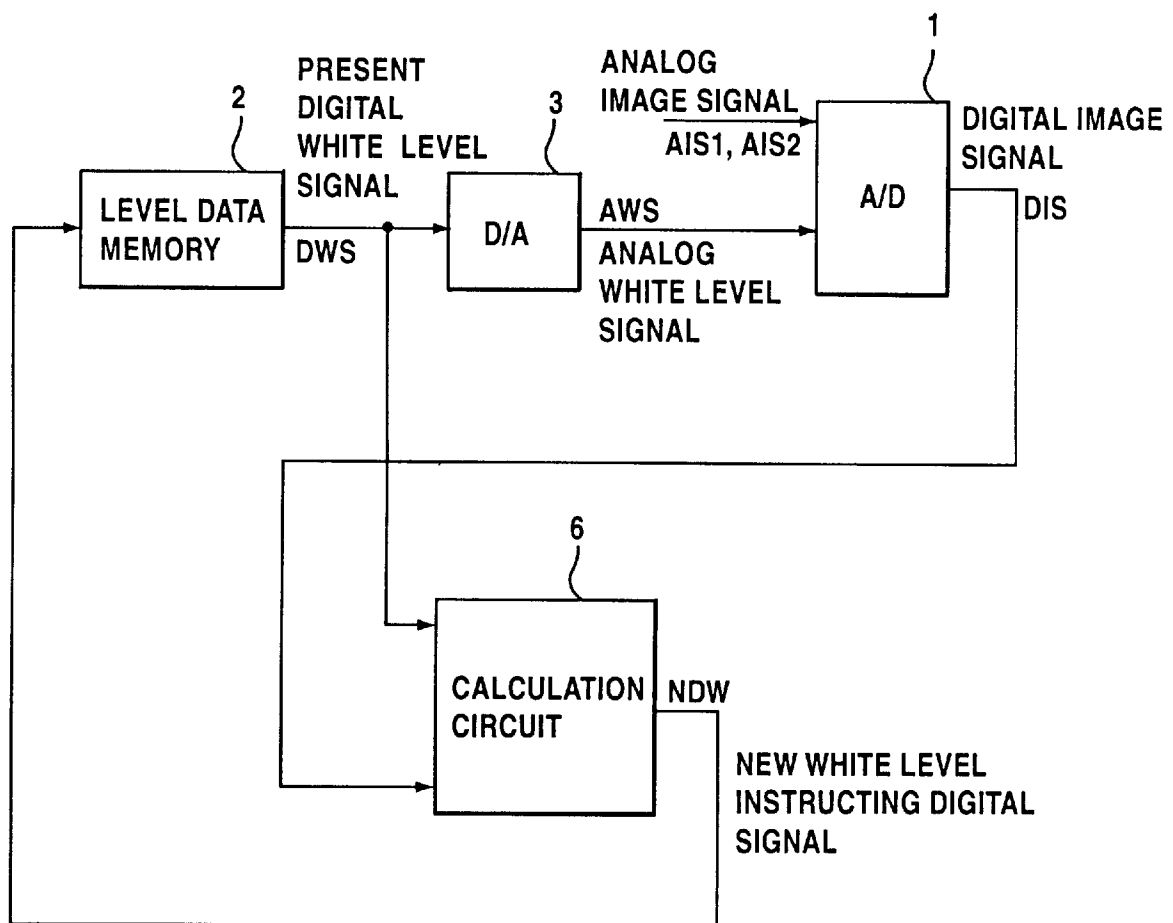 1
ANALOG
IMAGE SIGNAL
AIS1, AIS2
PRESENT
DIGITAL
WHITE LEVEL
SIGNAL
2
3
DIGITAL IMAGE
SIGNAL
LEVEL DATA
MEMORY
DWS
D/A
AWS
ANALOG
WHITE LEVEL
SIGNAL
A/D
DIS
6
CALCULATION
CIRCUIT
NDW
NEW WHITE LEVEL
INSTRUCTING DIGITAL
SIGNAL